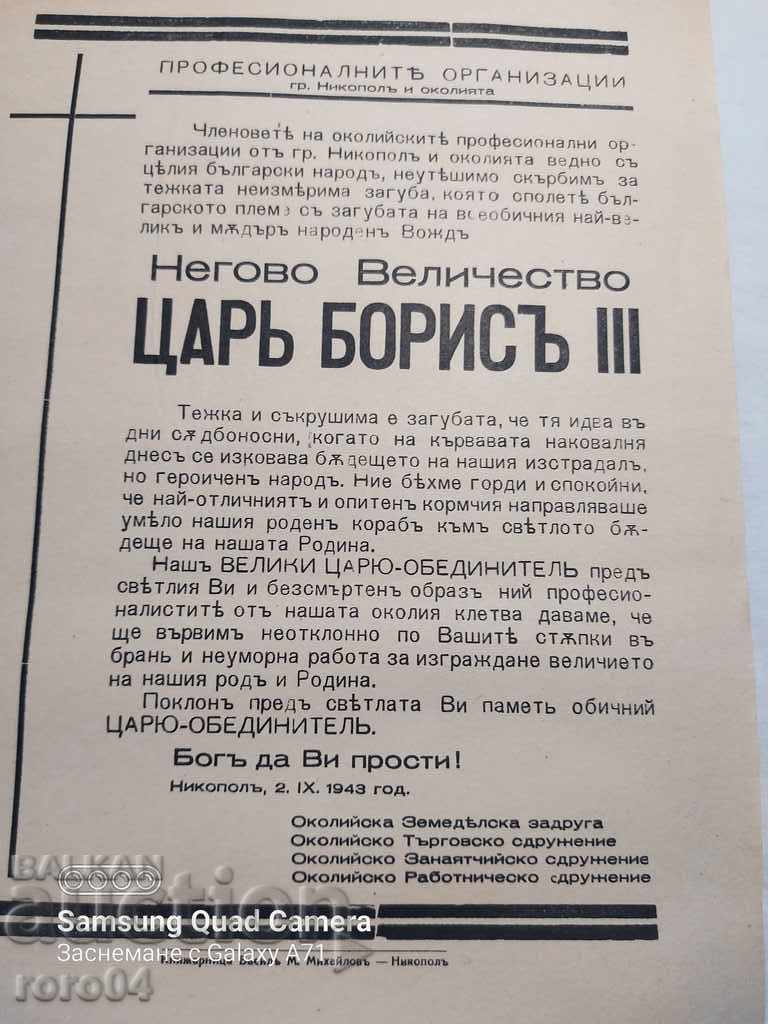 ПРОФЕСИОНАЛНИТѢ ОРГАНИЗАЦИИ
гр. Никополъ и околията
Членоветѣ на околийскитѣ професионални ор-
ганизации отъ гр. Никополъ и околията ведно съ
цѣлия български народъ, неутѣшимо скърбимъ за
тежката неизмѣрима загуба, която сполетѣ бъл-
гарското племе съ загубата на всеобичния най-ве-
ликъ и мѫдъръ народенъ Вождъ
Негово Величество
ЦАРЬ БОРИСЪ III
Тежка и съкрушима е загубата, че тя идва въ
дни сѫдбоносни, когато на кървавата наковалня
днесъ се изковава бѫдещето на нашия изстрадалъ,
но героиченъ народъ. Ние бѣхме горди и спокойни,
че най-отличниятъ и опитенъ кормчия направляваше
умѣло нашия роденъ корабъ към свѣтлото бѫ-
деще на нашата Родина.
Нашъ ВЕЛИКИ ЦАРЮ-ОБЕДИНИТЕЛЬ предъ
свѣтлия Ви и безсмъртенъ образъ ний професио-
налиститѣ отъ нашата околия клетва даваме, че
ще вървимъ неотклонно по Вашитѣ стѫпки въ
брань и неуморна работа за изграждане величието
на нашия родъ и Родина.
Поклонъ предъ свѣтлата Ви паметь обичний
ЦАРЮ-ОБЕДИНИТЕЛЬ.
Богъ да Ви прости!
Никополъ, 2. IX. 1943 год.
Околийска Земедѣлска задруга
Околийско Търговско сдружение
Околийско Занаятчийско сдружение
Околийско Работническо сдружение
BALKAN
auction
Samsung Quad Camera
Заснемане с Galaxy A71
Книжарница Василъ М. Михайловъ — Никополъ
roro04